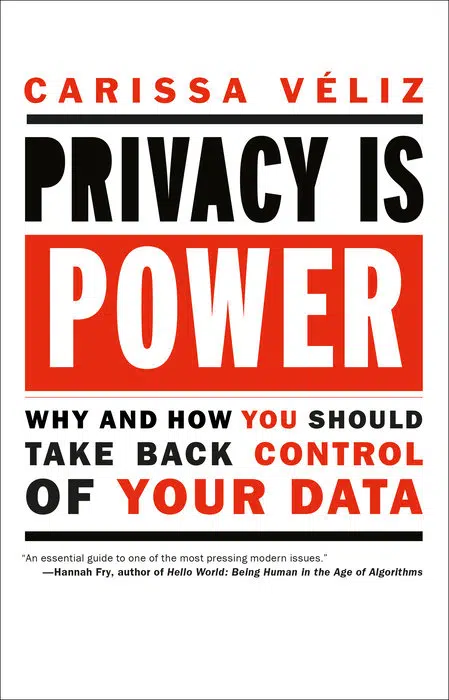 CARISSA VÉLIZ
PRIVACY IS
POWER
WHY AND HOW YOU SHOULD
TAKE BACK CONTROL
OF YOUR DATA
“An essential guide to one of the most pressing modern issues.”
—Hannah Fry, author of Hello World: Being Human in the Age of Algorithms